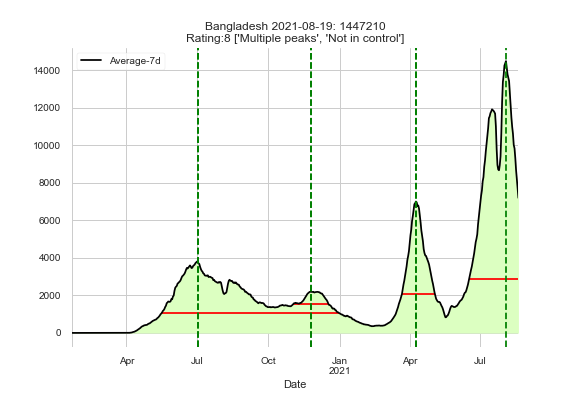 Bangladesh 2021-08-19: 1447210
Rating:8 ['Multiple peaks', 'Not in control']
Average-7d
14000
12000
10000
8000
6000
4000
2000
0
Apr Jul Oct Jan Apr Jul
2021
Date